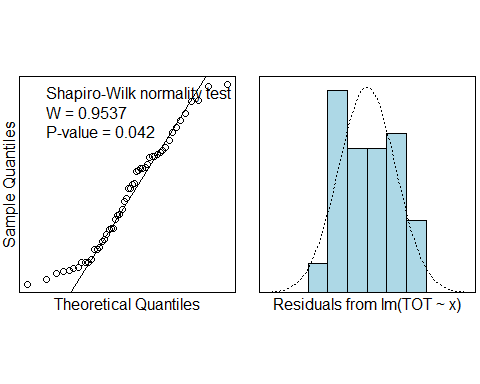 Shapiro-Wilk normality test
W = 0.9537
P-value = 0.042
Sample Quantiles
Theoretical Quantiles
Residuals from lm(TOT ~ x)